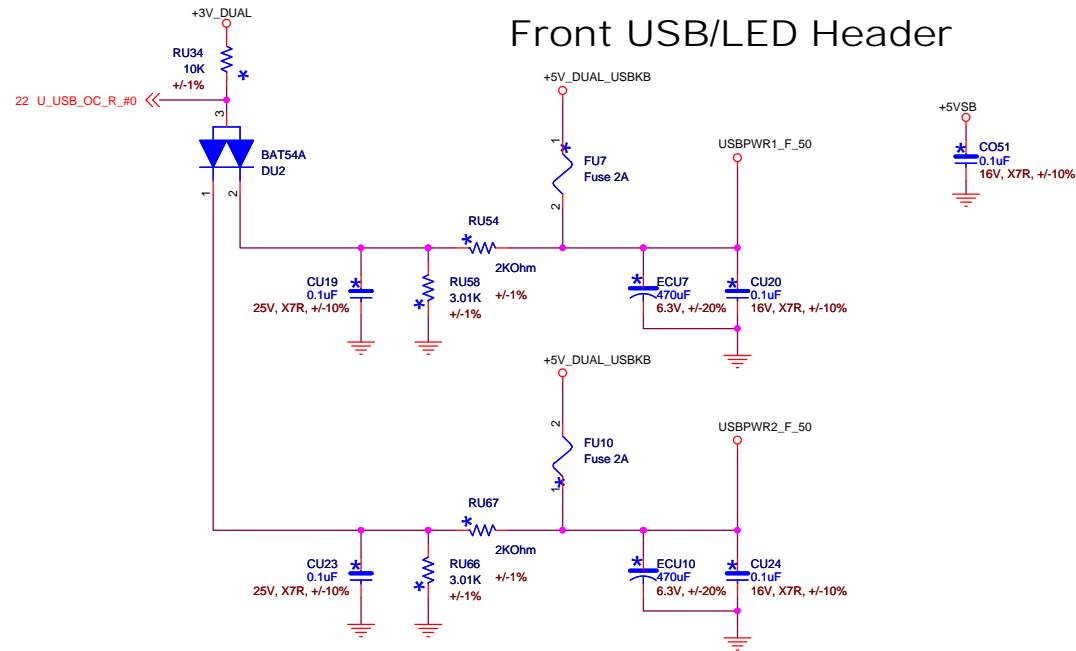 Front USB/LED Header
+3V_DUAL
RU34
10K
+/-1%
22 U_USB_OC_R_#0
3
BAT54A
DU2
1
2
+5V_DUAL_USBKB
1
FU7
Fuse 2A
2
USBPWR1_F_50
+5VSB
CO51
0.1uF
16V, X7R, +/-10%
RU54
2KOhm
+/-1%
CU19
0.1uF
25V, X7R, +/-10%
RU58
3.01K
+/-1%
ECU7
470uF
6.3V, +/-20%
CU20
0.1uF
16V, X7R, +/-10%
+5V_DUAL_USBKB
2
FU10
Fuse 2A
1
USBPWR2_F_50
RU67
2KOhm
+/-1%
CU23
0.1uF
25V, X7R, +/-10%
RU66
3.01K
+/-1%
ECU10
470uF
6.3V, +/-20%
CU24
0.1uF
16V, X7R, +/-10%